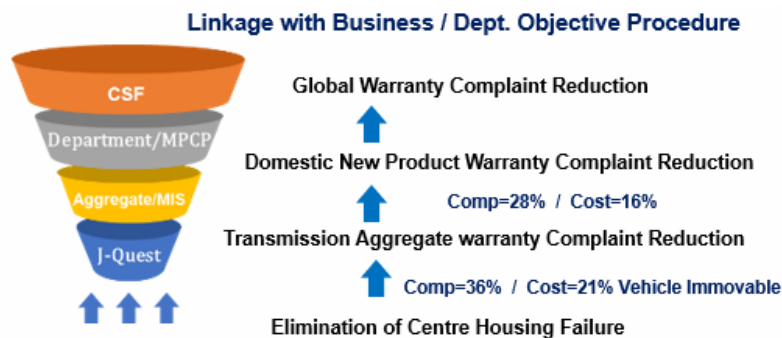 Linkage with Business / Dept. Objective Procedure
CSF
Global Warranty Complaint Reduction
Department/MPCP
Domestic New Product Warranty Complaint Reduction
Aggregate/MIS
Comp=28% / Cost=16%
J-Quest
Transmission Aggregate warranty Complaint Reduction
Comp=36% / Cost=21% Vehicle Immovable
Elimination of Centre Housing Failure